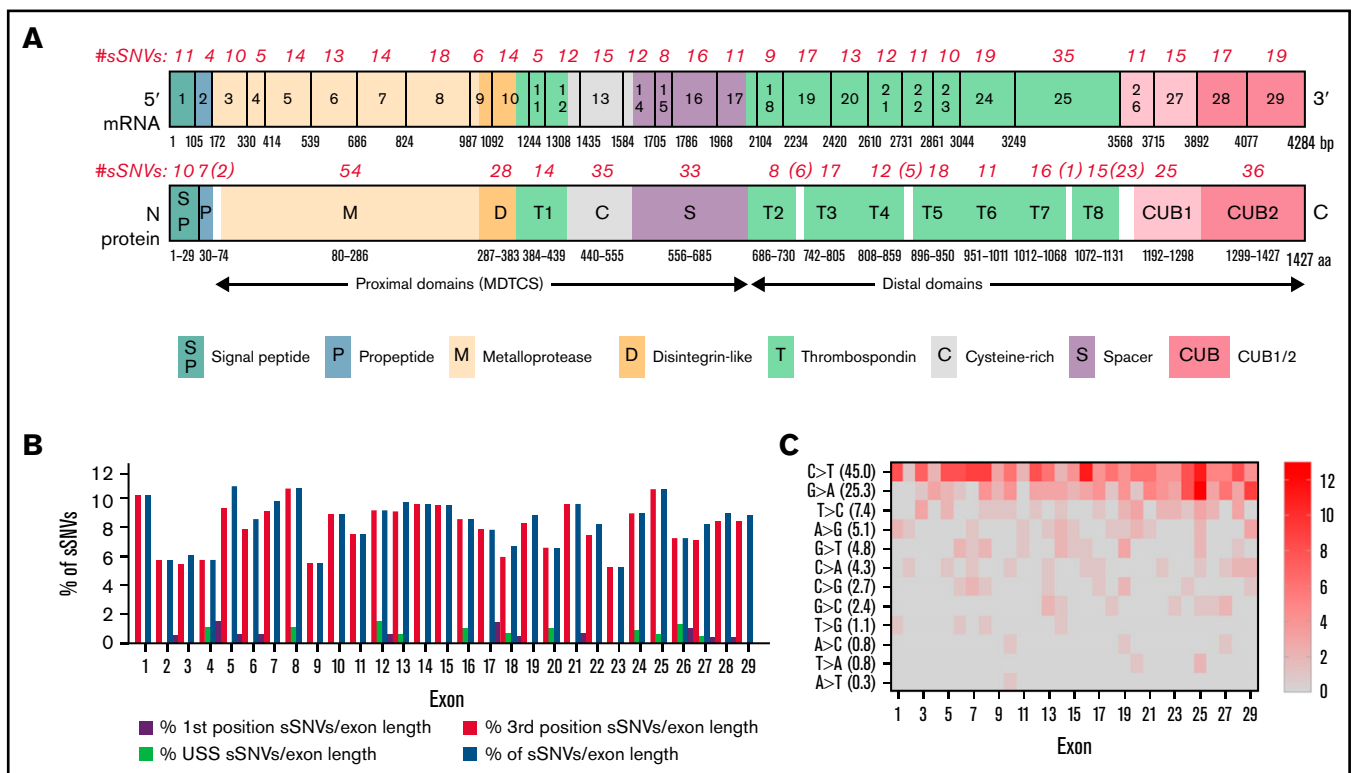 A
#sSNVs: 11 4 10 5 14 13 14 18 6 14 5 12 15 12 8 16 11 9 17 13 12 11 10 19 35 11 15 17 19
5′ 1 2 3 4 5 6 7 8 9 10 11 12 13 14 15 16 17 18 19 20 21 22 23 24 25 26 27 28 29 3′
mRNA
1 105 172 330 414 539 686 824 987 1092 1244 1308 1435 1584 1705 1786 1968 2104 2234 2420 2610 2731 2861 3044 3249 3568 3715 3892 4077 4284 bp
#sSNVs: 10 7 (2) 54 28 14 35 33 8 (6) 17 12 (5) 18 11 16 (1) 15 (23) 25 36
N SP P M D T1 C S T2 T3 T4 T5 T6 T7 T8 CUB1 CUB2 C
protein
1–29 30–74 80–286 287–383 384–439 440–555 556–685 686–730 742–805 808–859 896–950 951–1011 1012–1068 1072–1131 1192–1298 1299–1427 1427 aa
Proximal domains (MDTCS) Distal domains
SP Signal peptide P Propeptide M Metalloprotease D Disintegrin-like T Thrombospondin C Cysteine-rich S Spacer CUB CUB1/2
B
% of sSNVs
12
10
8
6
4
2
0
1 2 3 4 5 6 7 8 9 10 11 12 13 14 15 16 17 18 19 20 21 22 23 24 25 26 27 28 29
Exon
% 1st position sSNVs/exon length % 3rd position sSNVs/exon length
% USS sSNVs/exon length % of sSNVs/exon length
C
C>T (45.0)
G>A (25.3)
T>C (7.4)
A>G (5.1)
G>T (4.8)
C>A (4.3)
C>G (2.7)
G>C (2.4)
T>G (1.1)
A>C (0.8)
T>A (0.8)
A>T (0.3)
1 3 5 7 9 11 13 15 17 19 21 23 25 27 29
Exon
12
10
8
6
4
2
0